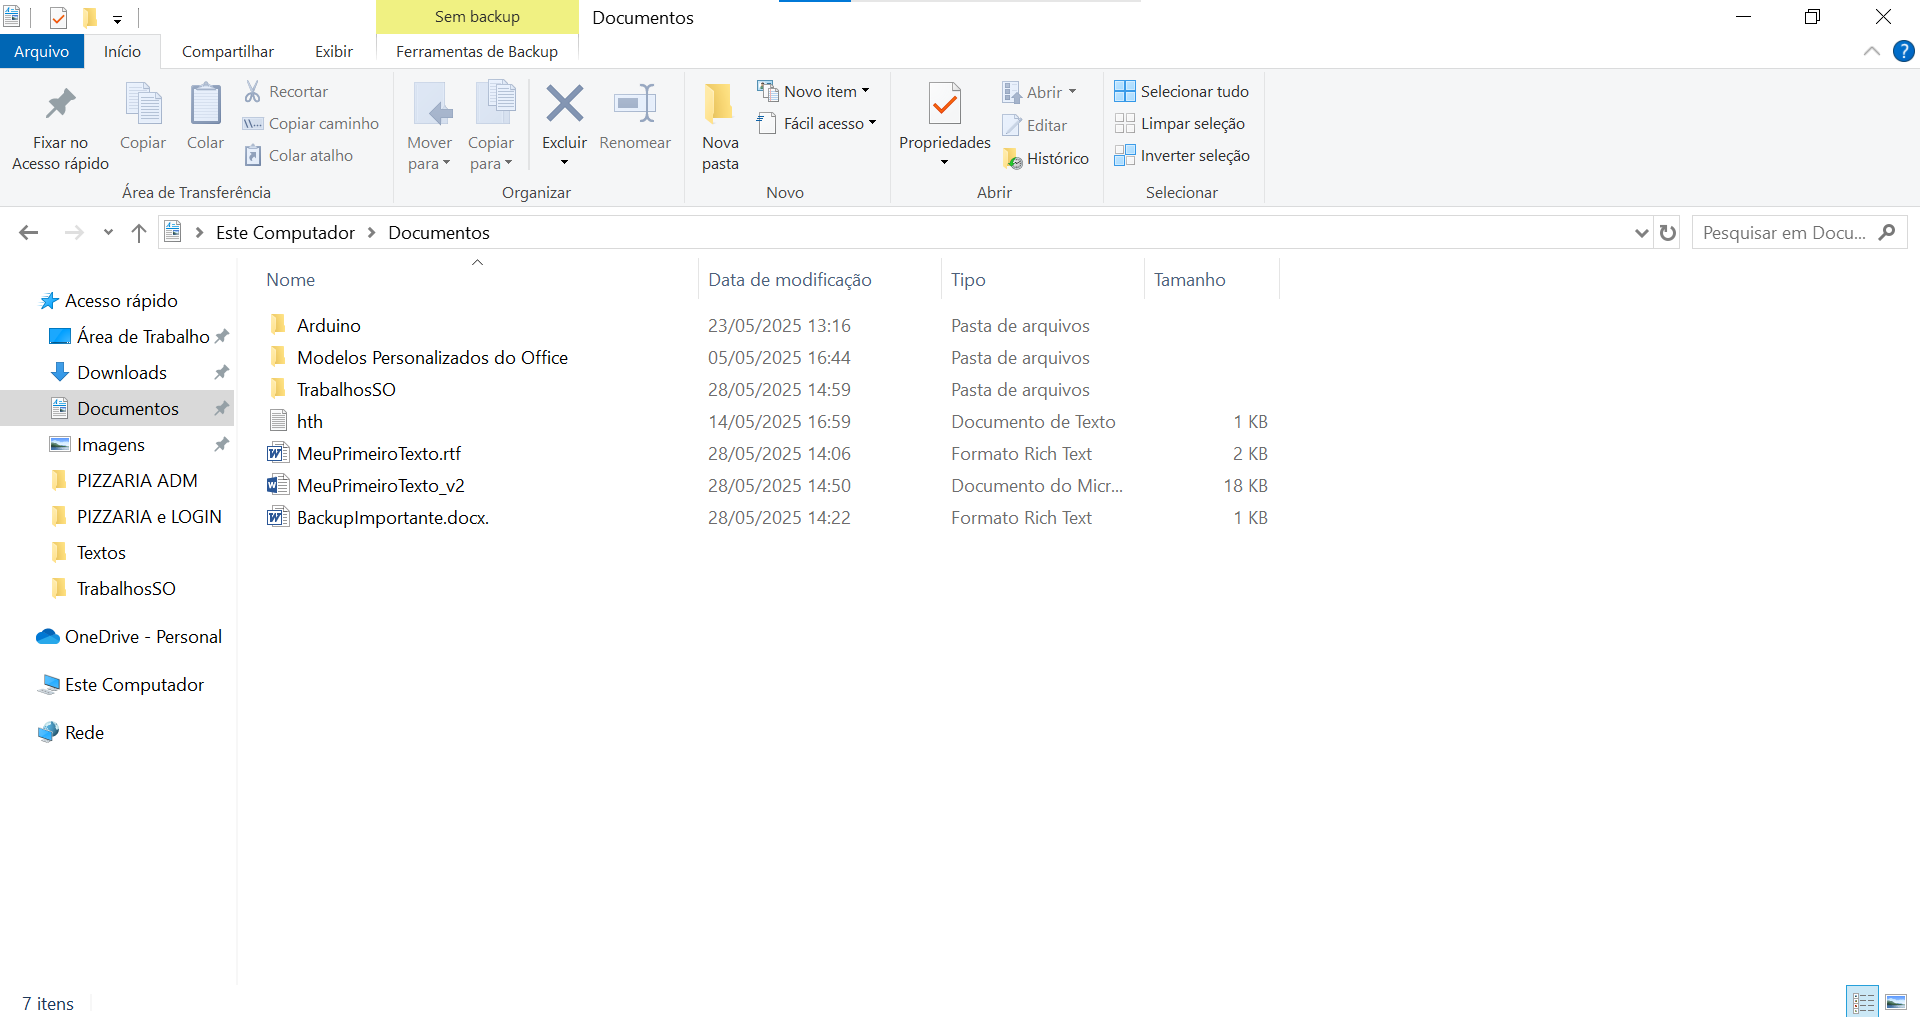 Sem backup
Documentos
Arquivo
Início
Compartilhar
Exibir
Ferramentas de Backup
?
Fixar no
Acesso rápido
Copiar
Colar
Recortar
Copiar caminho
Colar atalho
Área de Transferência
Mover
para
Copiar
para
Excluir
Renomear
Organizar
Nova
pasta
Novo item
Fácil acesso
Novo
Propriedades
Abrir
Editar
Histórico
Abrir
Selecionar tudo
Limpar seleção
Inverter seleção
Selecionar
Este Computador > Documentos
Pesquisar em Docu...
Acesso rápido
Área de Trabalho
Downloads
Documentos
Imagens
PIZZARIA ADM
PIZZARIA e LOGIN
Textos
TrabalhosSO
OneDrive - Personal
Este Computador
Rede
Nome Data de modificação Tipo Tamanho
Arduino 23/05/2025 13:16 Pasta de arquivos
Modelos Personalizados do Office 05/05/2025 16:44 Pasta de arquivos
TrabalhosSO 28/05/2025 14:59 Pasta de arquivos
hth 14/05/2025 16:59 Documento de Texto 1 KB
MeuPrimeiroTexto.rtf 28/05/2025 14:06 Formato Rich Text 2 KB
MeuPrimeiroTexto_v2 28/05/2025 14:50 Documento do Micr... 18 KB
BackupImportante.docx. 28/05/2025 14:22 Formato Rich Text 1 KB
7 itens